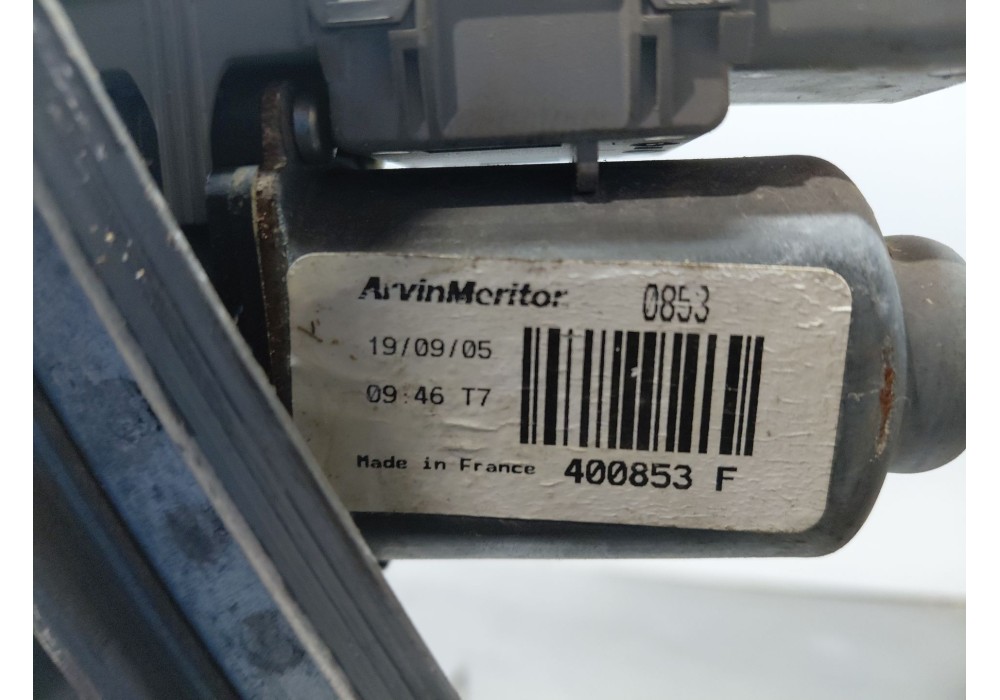 ArvinMeritor 0853
19/09/05
09:46 T7
Made in France 400853 F